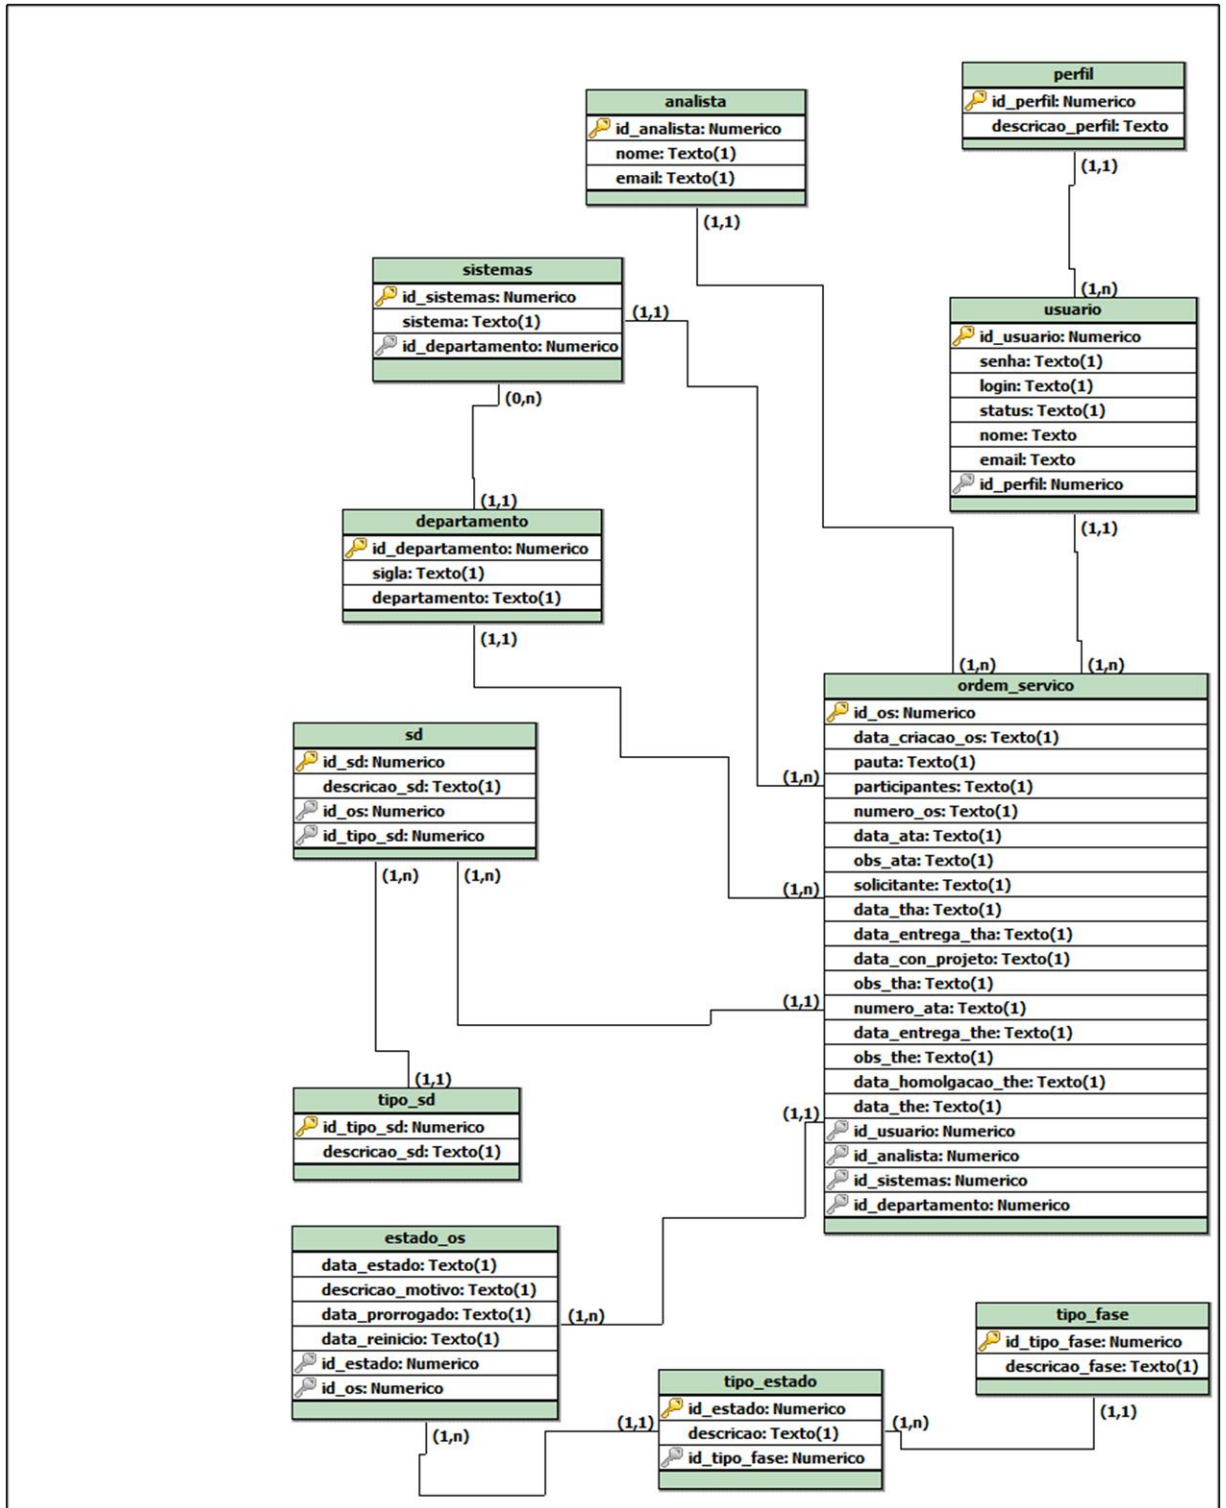 perfil
id_perfil: Numerico
descricao_perfil: Texto
(1,1)
analista
id_analista: Numerico
nome: Texto(1)
email: Texto(1)
(1,1)
sistemas
id_sistemas: Numerico
sistema: Texto(1)
id_departamento: Numerico
(1,1)
(0,n)
(1,n)
usuario
id_usuario: Numerico
senha: Texto(1)
login: Texto(1)
status: Texto(1)
nome: Texto
email: Texto
id_perfil: Numerico
(1,1)
(1,1)
departamento
id_departamento: Numerico
sigla: Texto(1)
departamento: Texto(1)
(1,1)
(1,n)
(1,n)
ordem_servico
id_os: Numerico
data_criacao_os: Texto(1)
pauta: Texto(1)
participantes: Texto(1)
numero_os: Texto(1)
data_ata: Texto(1)
obs_ata: Texto(1)
solicitante: Texto(1)
data_tha: Texto(1)
data_entrega_tha: Texto(1)
data_con_projeto: Texto(1)
obs_tha: Texto(1)
numero_ata: Texto(1)
data_entrega_the: Texto(1)
obs_the: Texto(1)
data_homolgacao_the: Texto(1)
data_the: Texto(1)
id_usuario: Numerico
id_analista: Numerico
id_sistemas: Numerico
id_departamento: Numerico
(1,n)
(1,n)
(1,1)
(1,1)
sd
id_sd: Numerico
descricao_sd: Texto(1)
id_os: Numerico
id_tipo_sd: Numerico
(1,n)
(1,n)
(1,1)
tipo_sd
id_tipo_sd: Numerico
descricao_sd: Texto(1)
estado_os
data_estado: Texto(1)
descricao_motivo: Texto(1)
data_prorrogado: Texto(1)
data_reinicio: Texto(1)
id_estado: Numerico
id_os: Numerico
(1,n)
(1,n)
(1,1)
tipo_estado
id_estado: Numerico
descricao: Texto(1)
id_tipo_fase: Numerico
(1,n)
tipo_fase
id_tipo_fase: Numerico
descricao_fase: Texto(1)
(1,1)